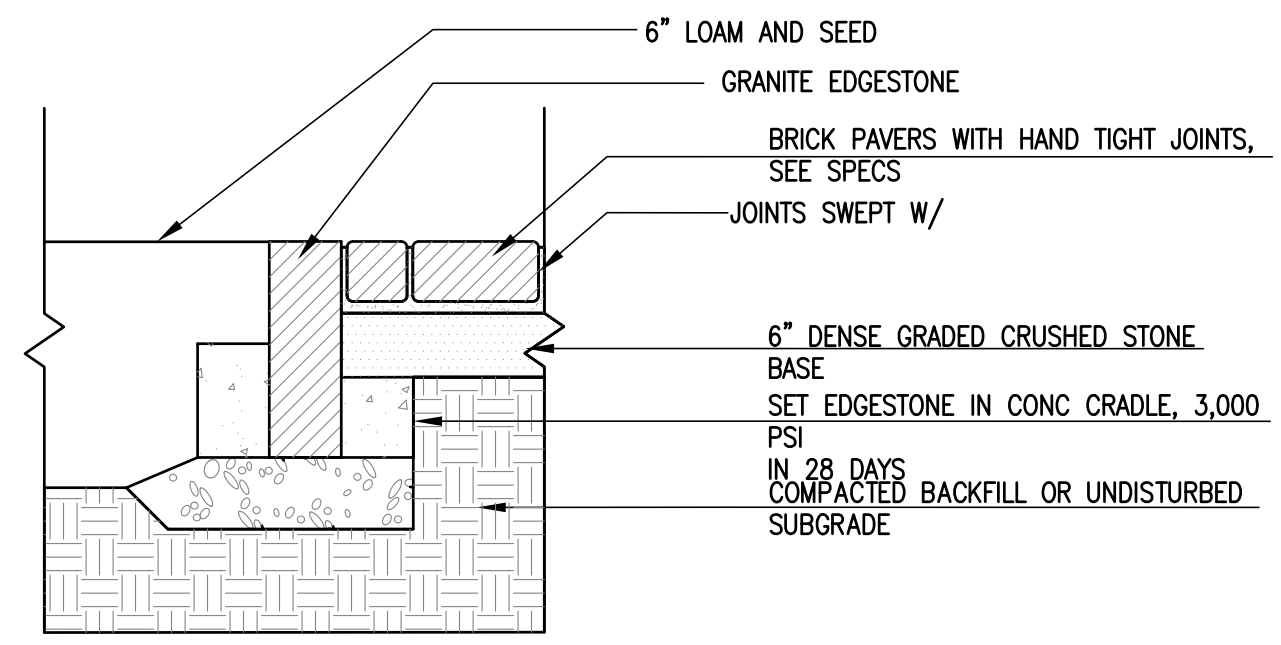 6” LOAM AND SEED
GRANITE EDGESTONE
BRICK PAVERS WITH HAND TIGHT JOINTS,
SEE SPECS
JOINTS SWEPT W/
6” DENSE GRADED CRUSHED STONE
BASE
SET EDGESTONE IN CONC CRADLE, 3,000
PSI
IN 28 DAYS
COMPACTED BACKFILL OR UNDISTURBED
SUBGRADE